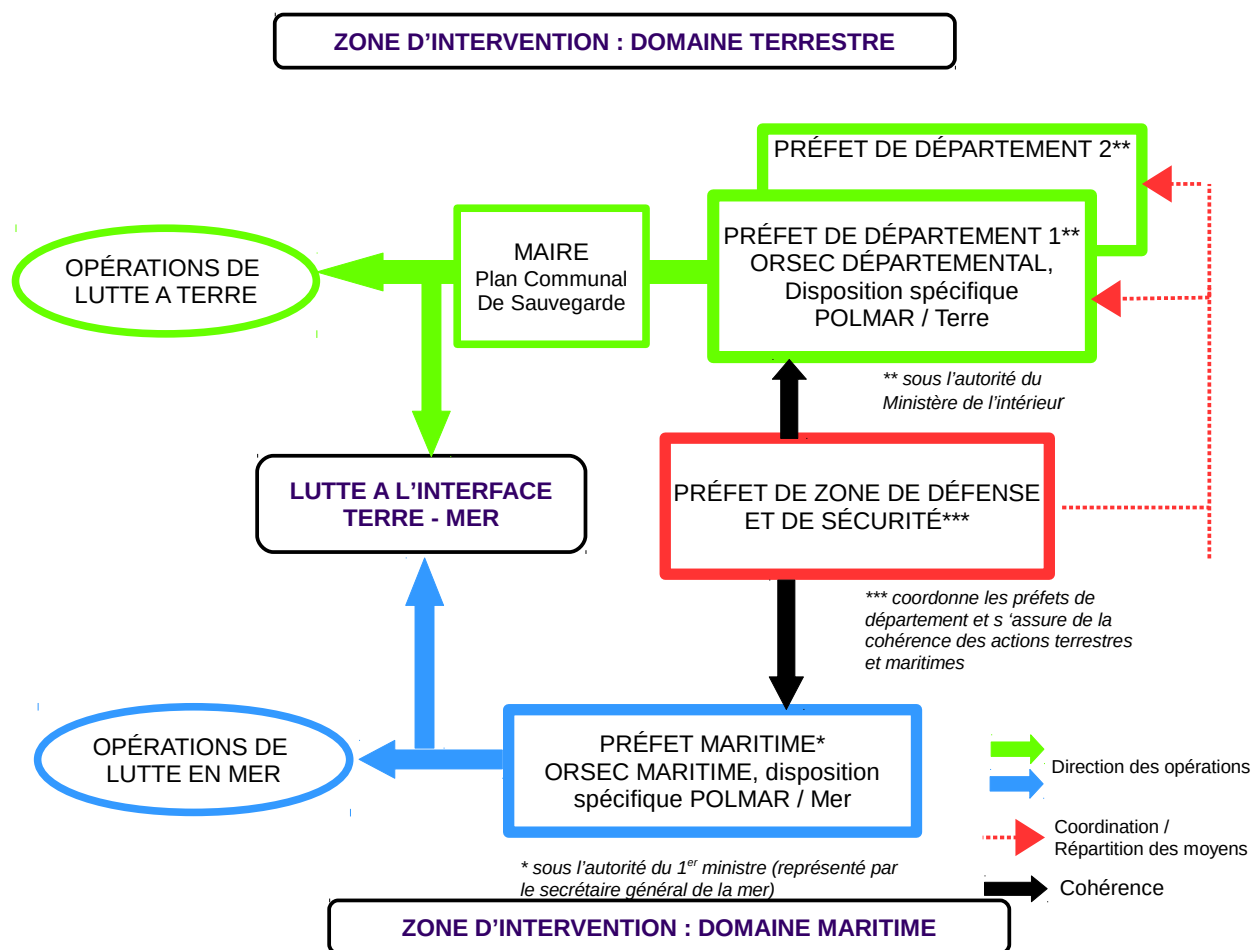 ZONE D’INTERVENTION : DOMAINE TERRESTRE
PRÉFET DE DÉPARTEMENT 2**
PRÉFET DE DÉPARTEMENT 1**
ORSEC DÉPARTEMENTAL,
Disposition spécifique
POLMAR / Terre
MAIRE
Plan Communal
De Sauvegarde
OPÉRATIONS DE
LUTTE A TERRE
** sous l’autorité du
Ministère de l’intérieur
LUTTE A L’INTERFACE
TERRE - MER
PRÉFET DE ZONE DE DÉFENSE
ET DE SÉCURITÉ***
*** coordonne les préfets de
département et s ‘assure de la
cohérence des actions terrestres
et maritimes
OPÉRATIONS DE
LUTTE EN MER
PRÉFET MARITIME*
ORSEC MARITIME, disposition
spécifique POLMAR / Mer
Direction des opérations
Coordination /
Répartition des moyens
Cohérence
* sous l’autorité du 1er ministre (représenté par
le secrétaire général de la mer)
ZONE D’INTERVENTION : DOMAINE MARITIME